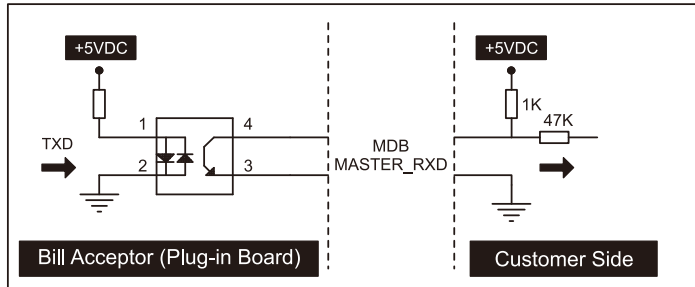 +5VDC
+5VDC
1K
47K
1
4
TXD
MDB
MASTER_RXD
2
3
Bill Acceptor (Plug-in Board)
Customer Side